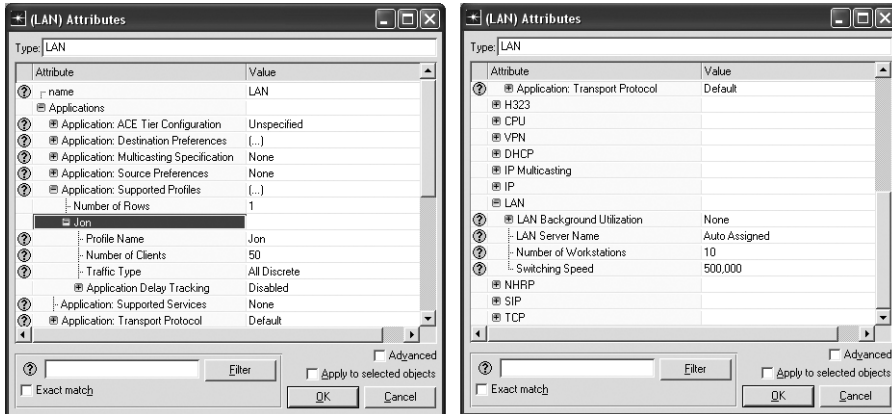 (LAN) Attributes
Type: LAN
Attribute Value
name LAN
Applications
Application: ACE Tier Configuration Unspecified
Application: Destination Preferences (...)
Application: Multicasting Specification None
Application: Source Preferences None
Application: Supported Profiles (...)
Number of Rows 1
Jon
Profile Name Jon
Number of Clients 50
Traffic Type All Discrete
Application Delay Tracking Disabled
Application: Supported Services None
Application: Transport Protocol Default
Advanced
Filter
Apply to selected objects
Exact match
OK Cancel
(LAN) Attributes
Type: LAN
Attribute Value
Application: Transport Protocol Default
H323
CPU
VPN
DHCP
IP Multicasting
IP
LAN
LAN Background Utilization None
LAN Server Name Auto Assigned
Number of Workstations 10
Switching Speed 500,000
NHRP
SIP
TCP
Advanced
Filter
Apply to selected objects
Exact match
OK Cancel